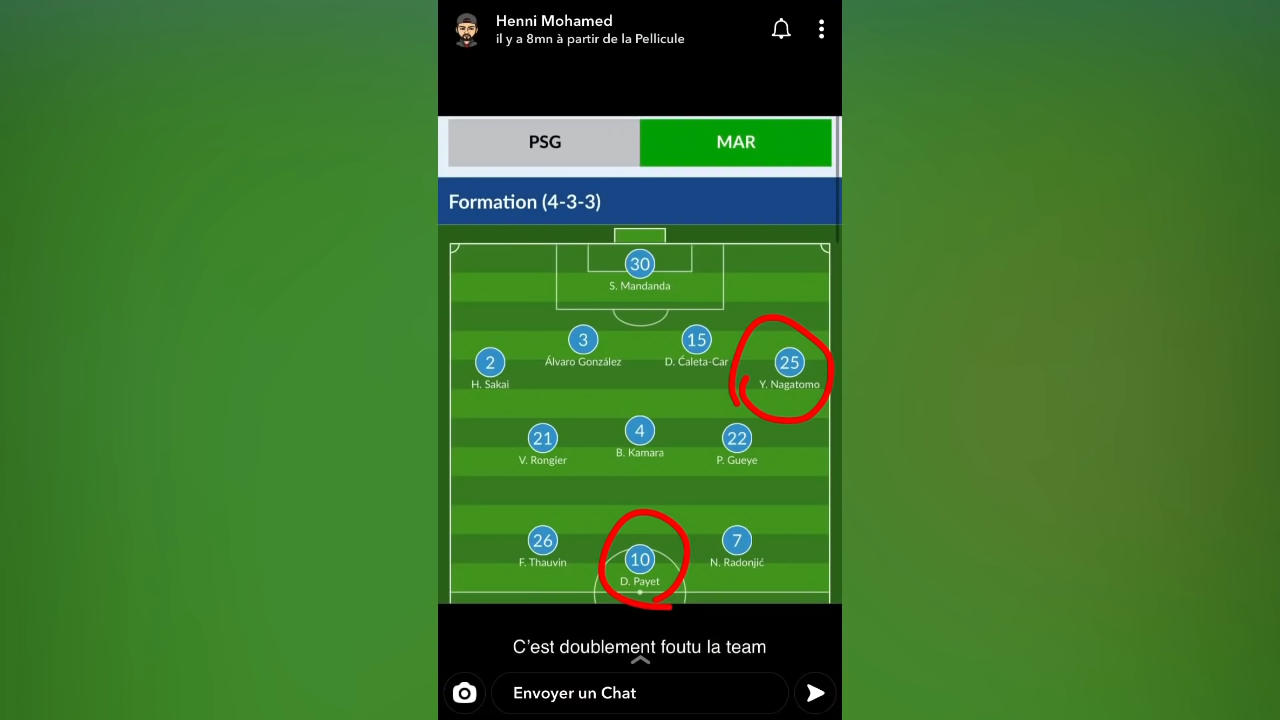 Henni Mohamed
il y a 8mn à partir de la Pellicule
PSG
MAR
Formation (4-3-3)
30
S. Mandanda
3
15
Álvaro González
D. Ćaleta-Car
2
25
H. Sakai
Y. Nagatomo
21
4
22
V. Rongier
B. Kamara
P. Gueye
26
7
F. Thauvin
N. Radonjić
10
D. Payet
C'est doublement foutu la team
Envoyer un Chat